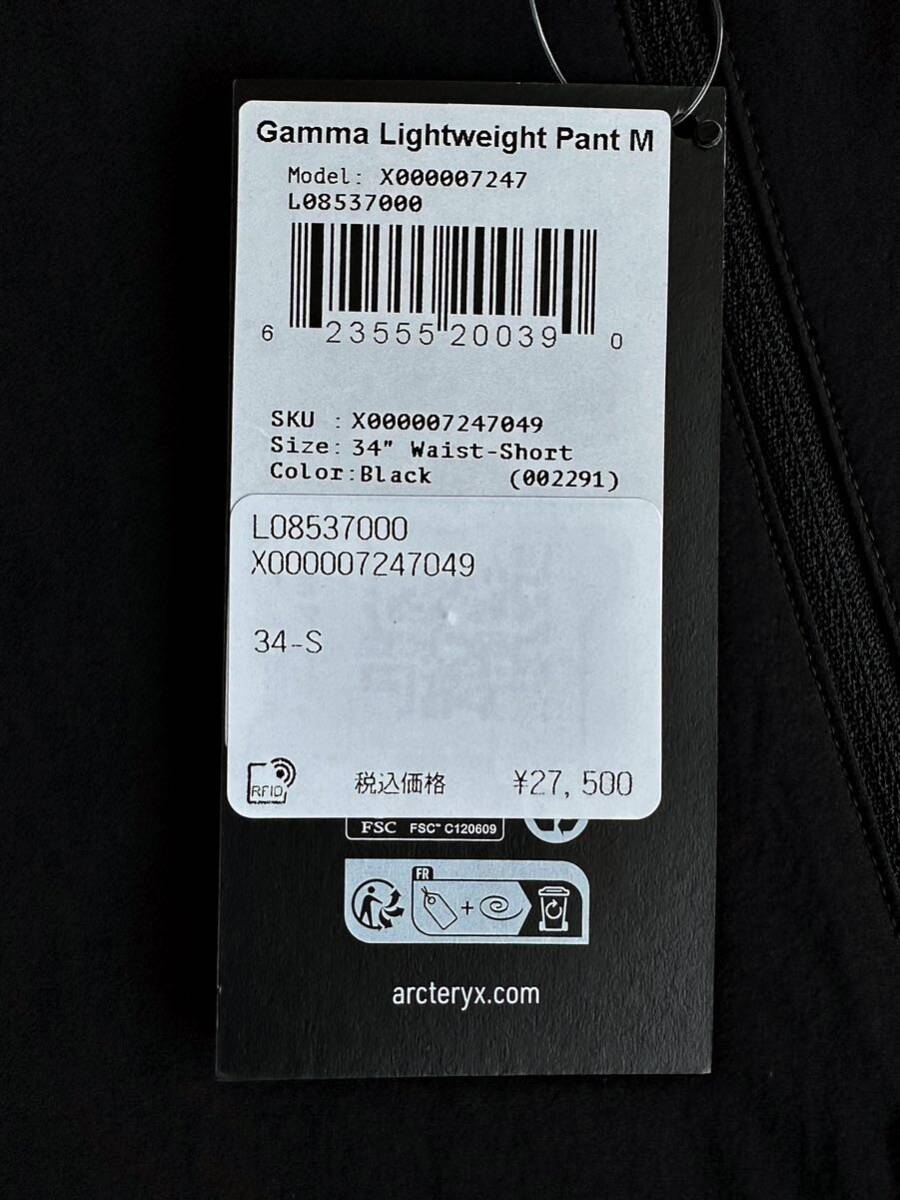 Gamma Lightweight Pant M
Model: X000007247
L08537000
6 23555 20039 0
SKU : X000007247049
Size: 34" Waist-Short
Color:Black (002291)
L08537000
X000007247049
34-S
RFID 税込価格 ¥27,500
FSC FSC™ C120609
FR
arcteryx.com